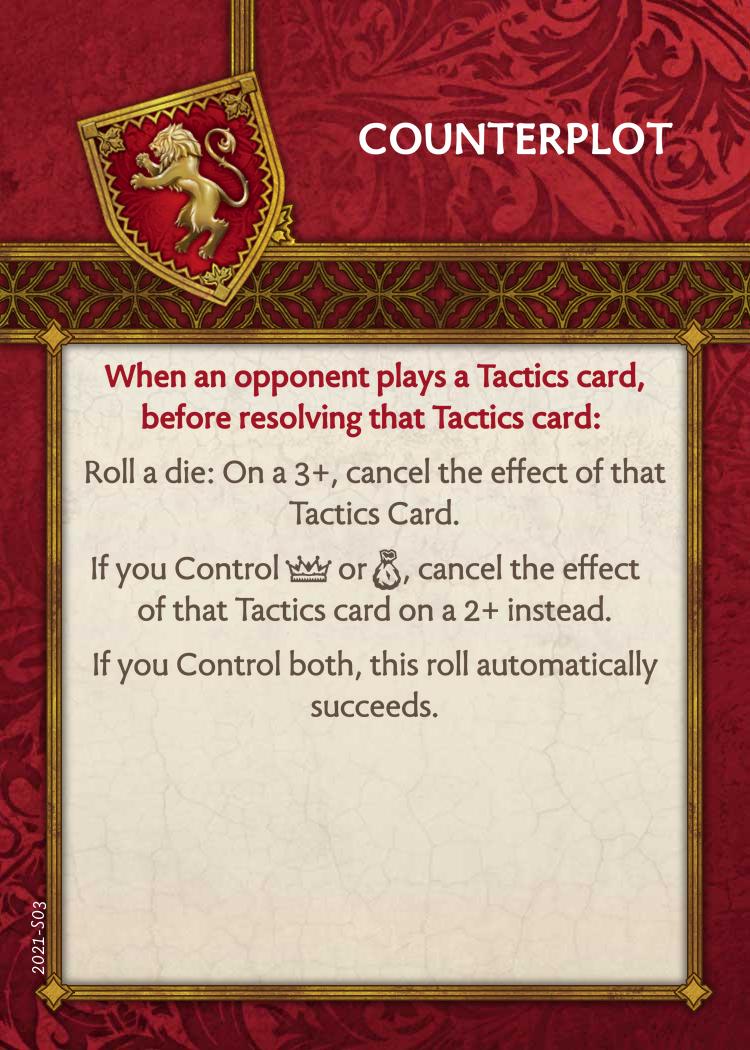 COUNTERPLOT
When an opponent plays a Tactics card,
before resolving that Tactics card:
Roll a die: On a 3+, cancel the effect of that
Tactics Card.
If you Control or , cancel the effect
of that Tactics card on a 2+ instead.
If you Control both, this roll automatically
succeeds.
2021-S03